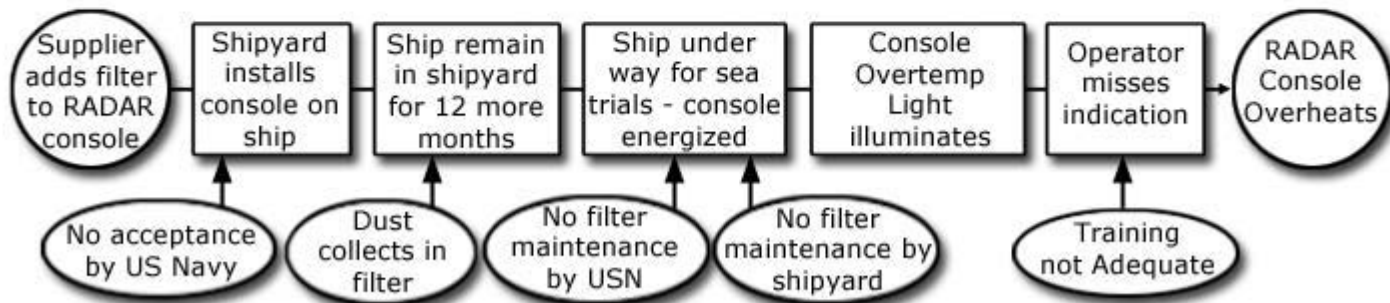 Supplier
adds filter
to RADAR
console
Shipyard
installs
console on
ship
Ship remain
in shipyard
for 12 more
months
Ship under
way for sea
trials - console
energized
Console
Overtemp
Light
illuminates
Operator
misses
indication
RADAR
Console
Overheats
No acceptance
by US Navy
Dust
collects in
filter
No filter
maintenance
by USN
No filter
maintenance by
shipyard
Training
not Adequate